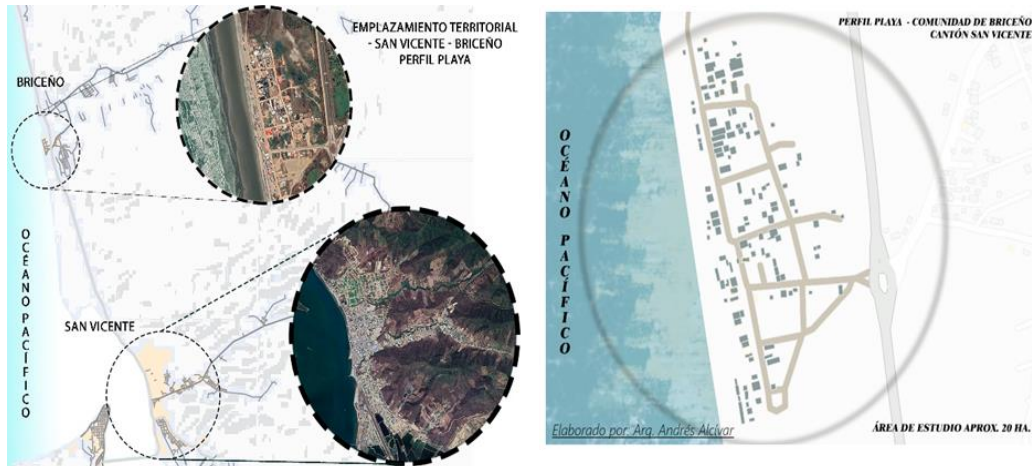 EMPLAZAMIENTO TERRITORIAL
- SAN VICENTE - BRICEÑO
PERFIL PLAYA
BRICEÑO
OCÉANO PACÍFICO
SAN VICENTE
PERFIL PLAYA - COMUNIDAD DE BRICEÑO
CANTÓN SAN VICENTE
OCÉANO PACÍFICO
Elaborado por: Arq. Andrés Alcívar
ÁREA DE ESTUDIO APROX. 20 HA.